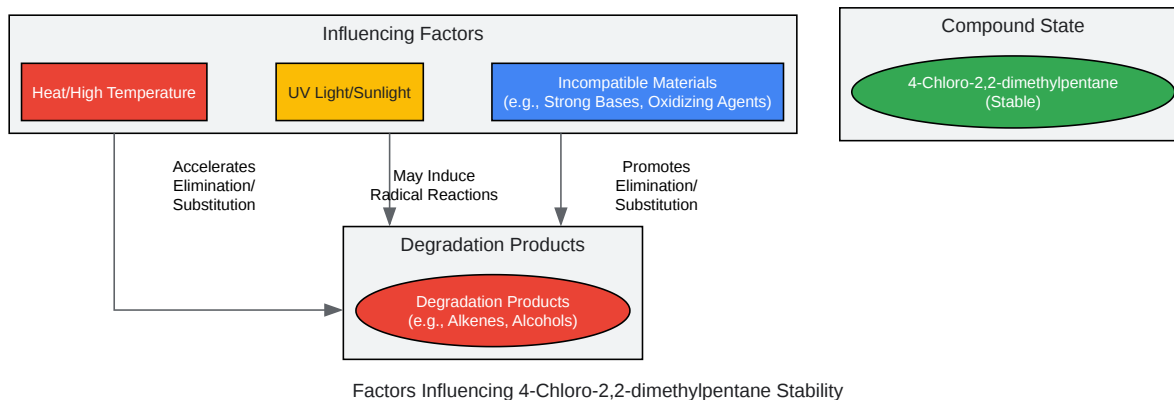 Influencing Factors
Heat/High Temperature
UV Light/Sunlight
Incompatible Materials
(e.g., Strong Bases, Oxidizing Agents)
Compound State
4-Chloro-2,2-dimethylpentane
(Stable)
Accelerates
Elimination/
Substitution
May Induce
Radical Reactions
Promotes
Elimination/
Substitution
Degradation Products
Degradation Products
(e.g., Alkenes, Alcohols)
Factors Influencing 4-Chloro-2,2-dimethylpentane Stability